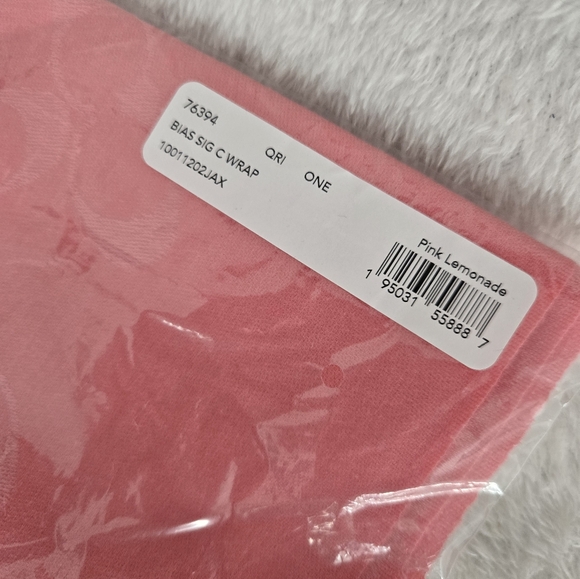 76394 QRI ONE
BIAS SIG C WRAP
10011202JAX
Pink Lemonade
1 95031 55888 7